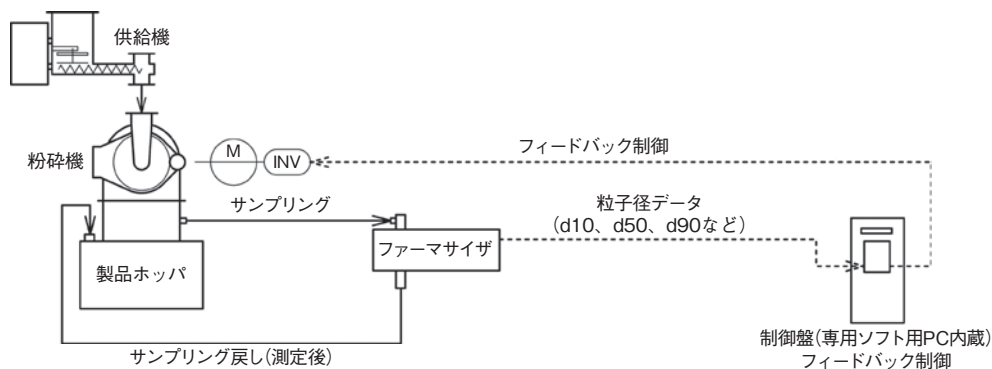 供給機
粉砕機
M
INV
フィードバック制御
サンプリング
粒子径データ
（d10、d50、d90など）
ファーマサイザ
製品ホッパ
サンプリング戻し（測定後）
制御盤（専用ソフト用PC内蔵）
フィードバック制御